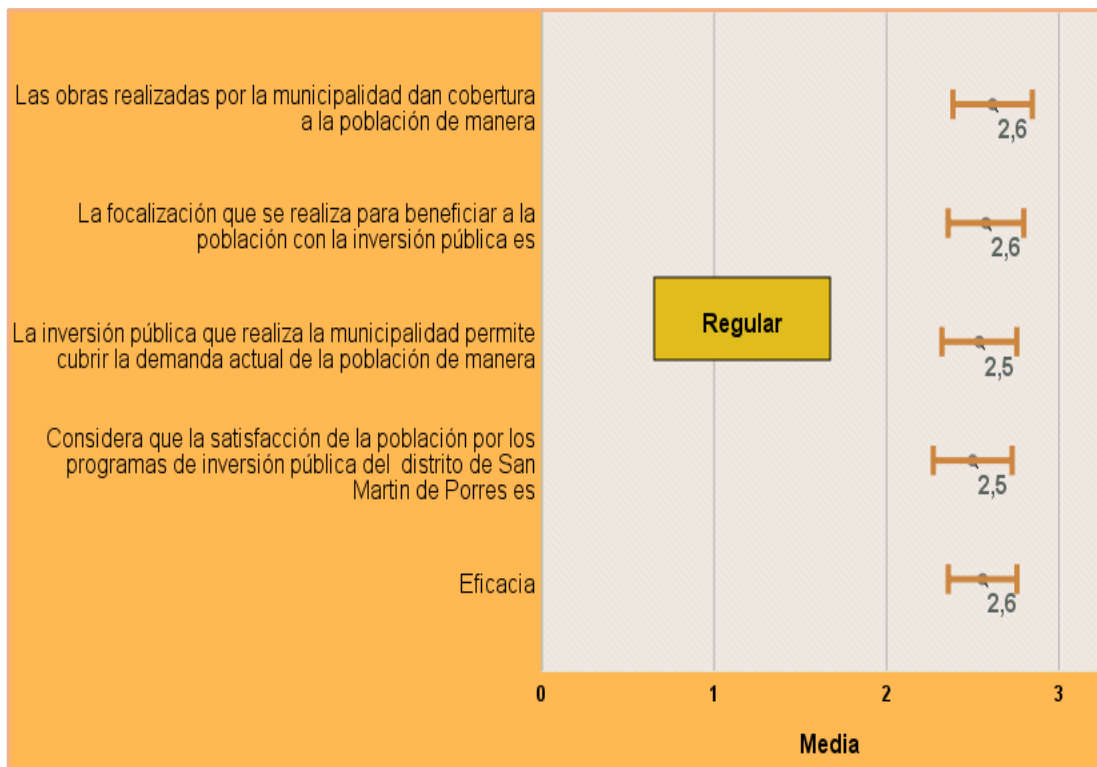 Las obras realizadas por la municipalidad dan cobertura
a la población de manera
2,6
La focalización que se realiza para beneficiar a la
población con la inversión pública es
2,6
Regular
La inversión pública que realiza la municipalidad permite
cubrir la demanda actual de la población de manera
2,5
Considera que la satisfacción de la población por los
programas de inversión pública del  distrito de San
Martin de Porres es
2,5
Eficacia
2,6
0 1 2 3
Media